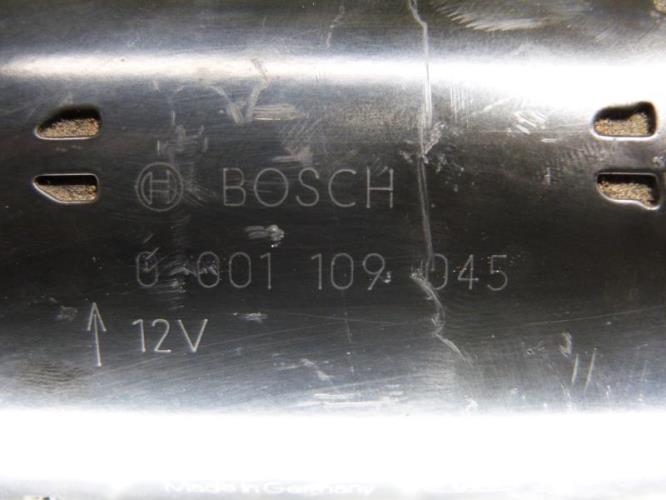 BOSCH
0 001 109 045
↑ 12V
Made in Germany